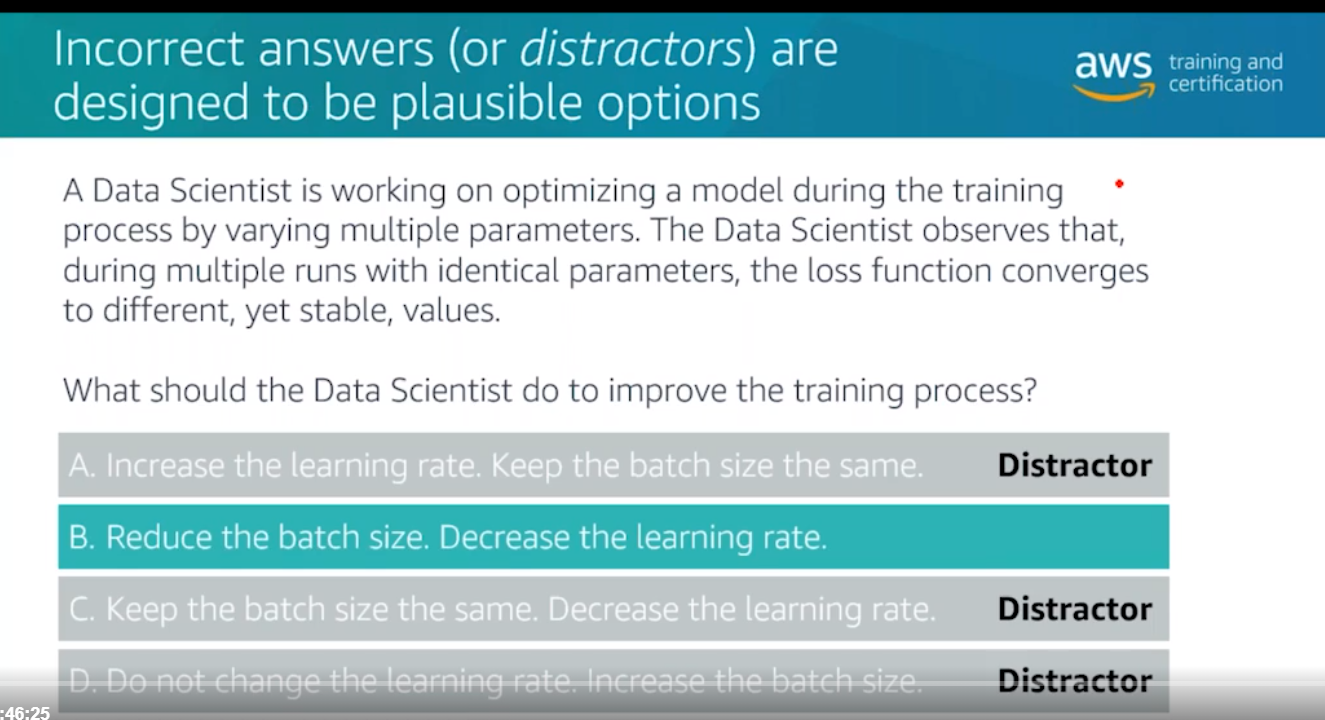 Incorrect answers (or distractors) are
designed to be plausible options
aws training and
certification
A Data Scientist is working on optimizing a model during the training
process by varying multiple parameters. The Data Scientist observes that,
during multiple runs with identical parameters, the loss function converges
to different, yet stable, values.
What should the Data Scientist do to improve the training process?
A. Increase the learning rate. Keep the batch size the same. Distractor
B. Reduce the batch size. Decrease the learning rate.
C. Keep the batch size the same. Decrease the learning rate. Distractor
D. Do not change the learning rate. Increase the batch size. Distractor
:46:25